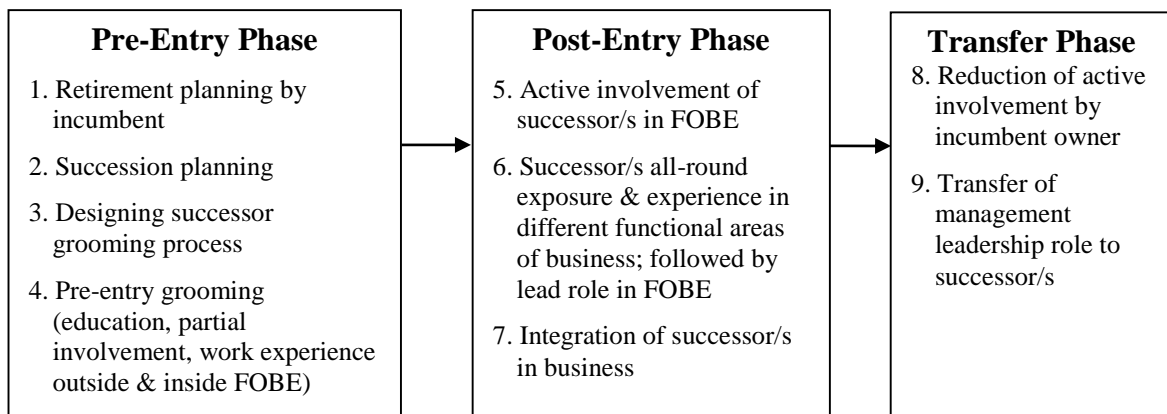 Pre-Entry Phase
1. Retirement planning by
incumbent
2. Succession planning
3. Designing successor
grooming process
4. Pre-entry grooming
(education, partial
involvement, work experience
outside & inside FOBE)
Post-Entry Phase
5. Active involvement of
successor/s in FOBE
6. Successor/s all-round
exposure & experience in
different functional areas
of business; followed by
lead role in FOBE
7. Integration of successor/s
in business
Transfer Phase
8. Reduction of active
involvement by
incumbent owner
9. Transfer of
management
leadership role to
successor/s